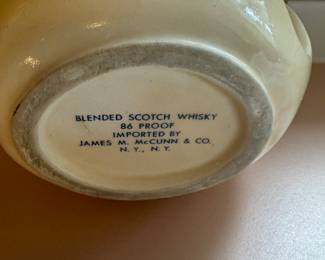 BLENDED SCOTCH WHISKY
86 PROOF
IMPORTED BY
JAMES M. McCUNN & CO.
N.Y., N.Y.